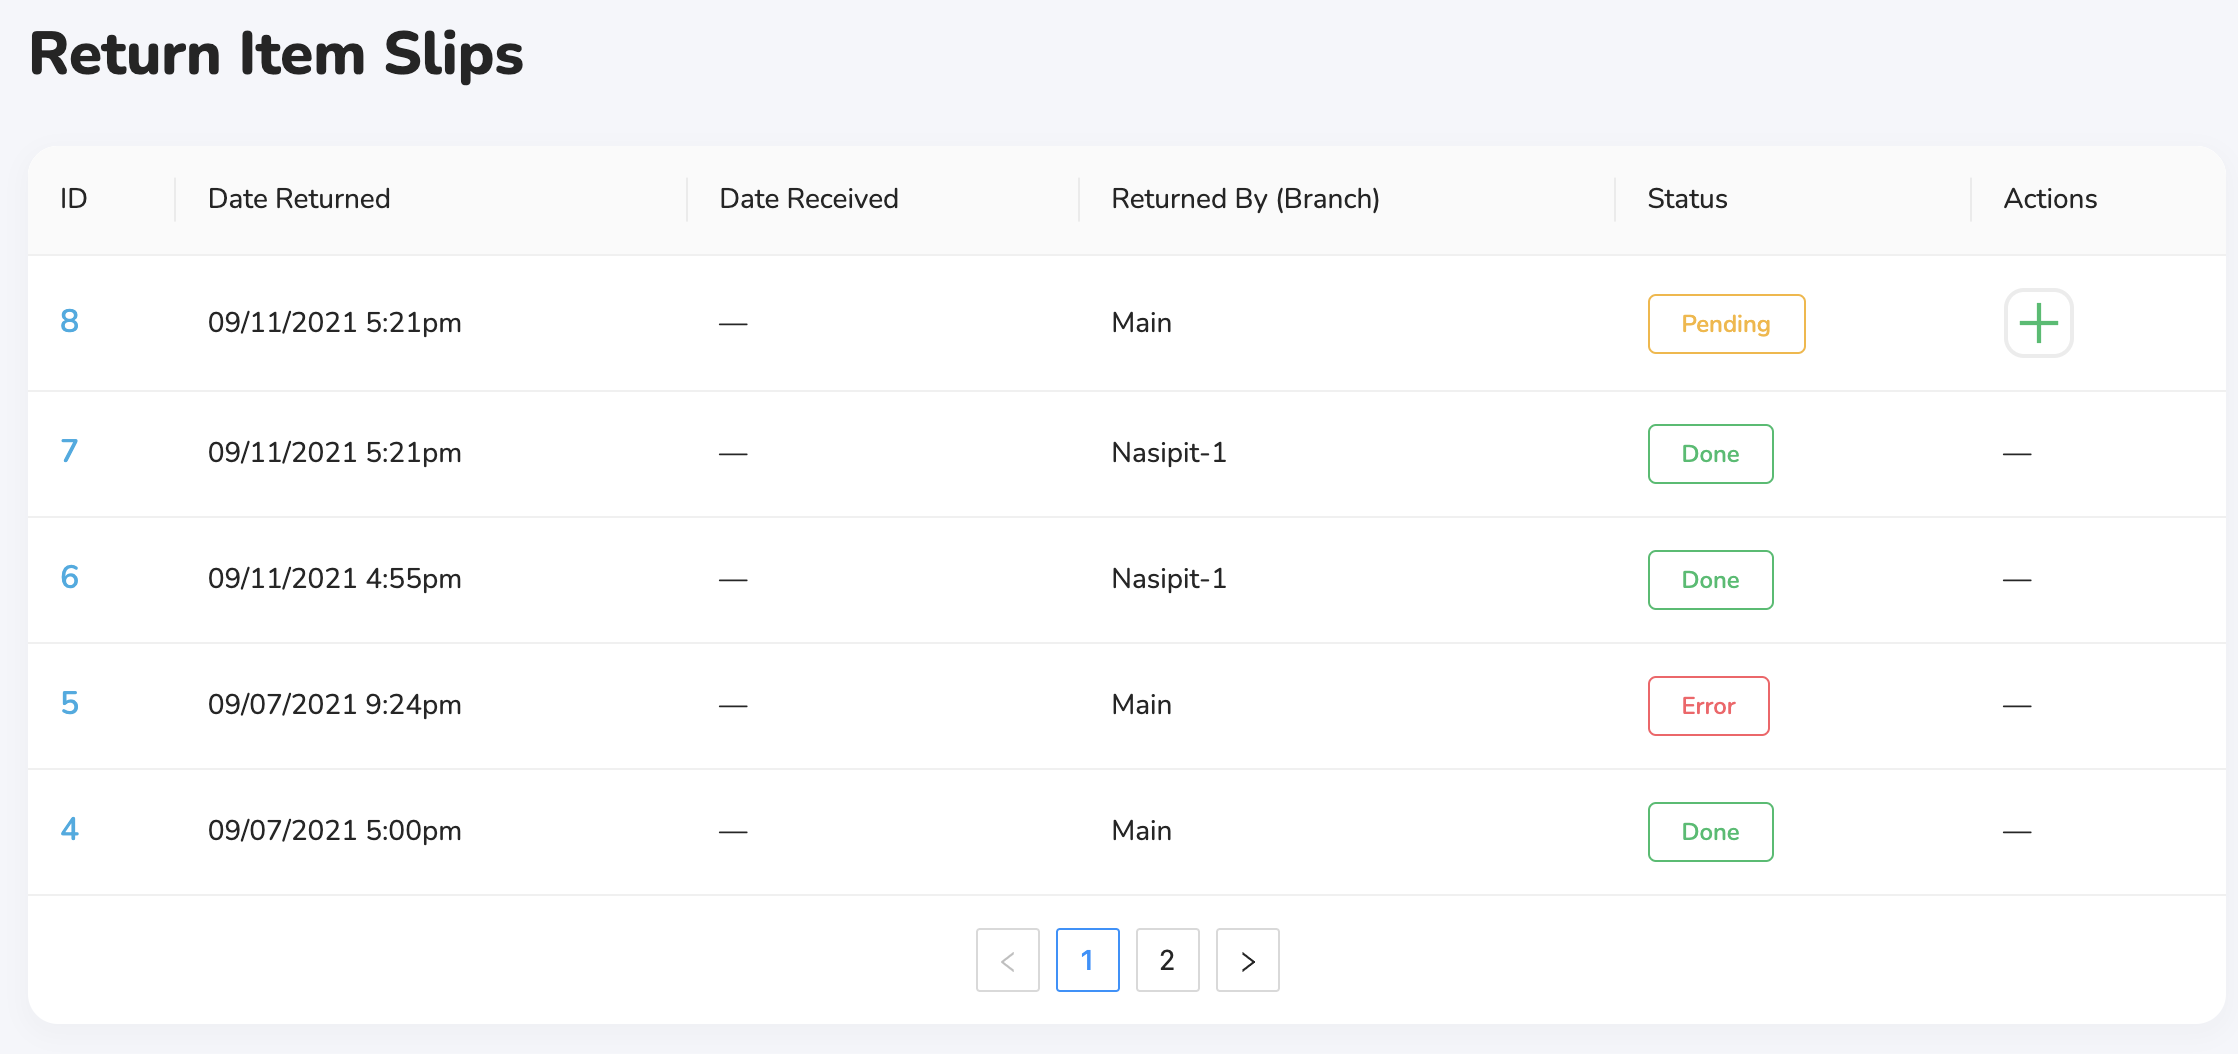 Return Item Slips
ID Date Returned Date Received Returned By (Branch) Status Actions
8 09/11/2021 5:21pm — Main Pending +
7 09/11/2021 5:21pm — Nasipit-1 Done —
6 09/11/2021 4:55pm — Nasipit-1 Done —
5 09/07/2021 9:24pm — Main Error —
4 09/07/2021 5:00pm — Main Done —
< 1 2 >